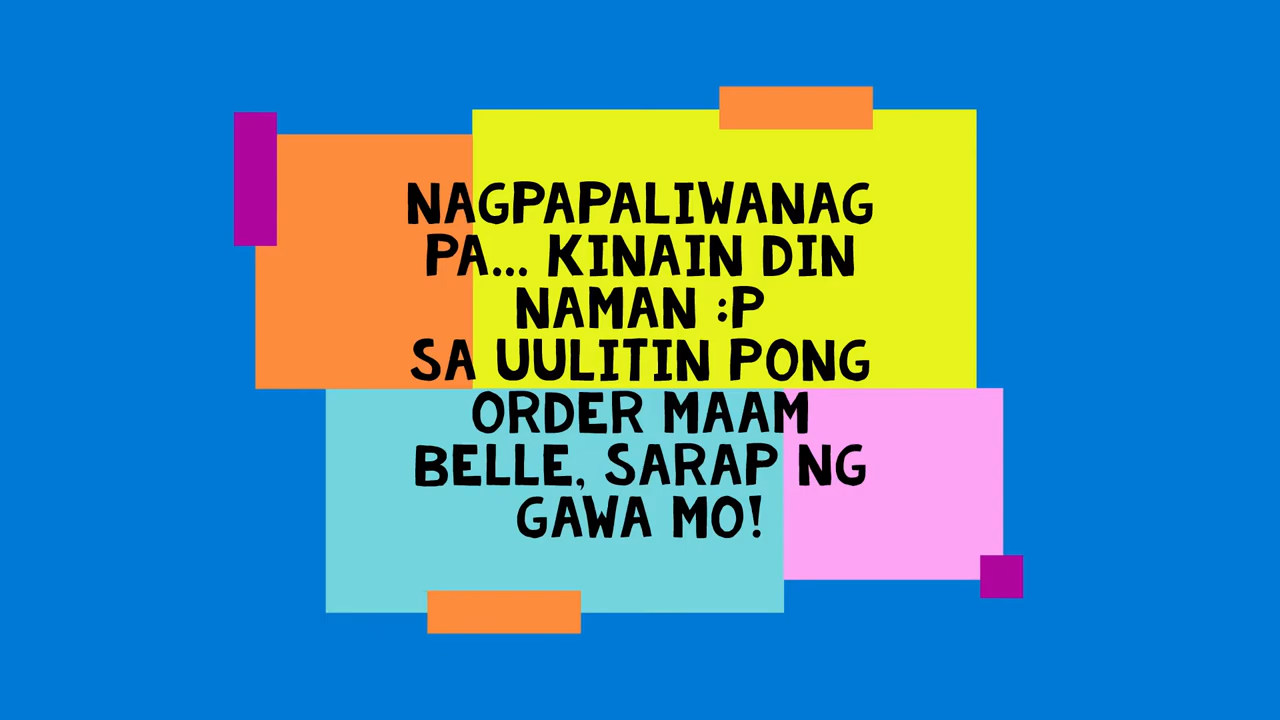 NAGPAPALIWANAG
PA... KINAIN DIN
NAMAN :P
SA UULITIN PONG
ORDER MAAM
BELLE, SARAP NG
GAWA MO!